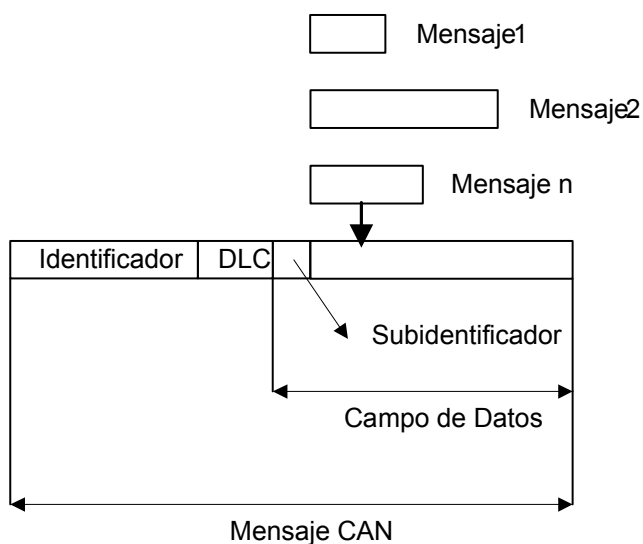 Mensaje1
Mensaje2
Mensaje n
Identificador DLC
Subidentificador
Campo de Datos
Mensaje CAN